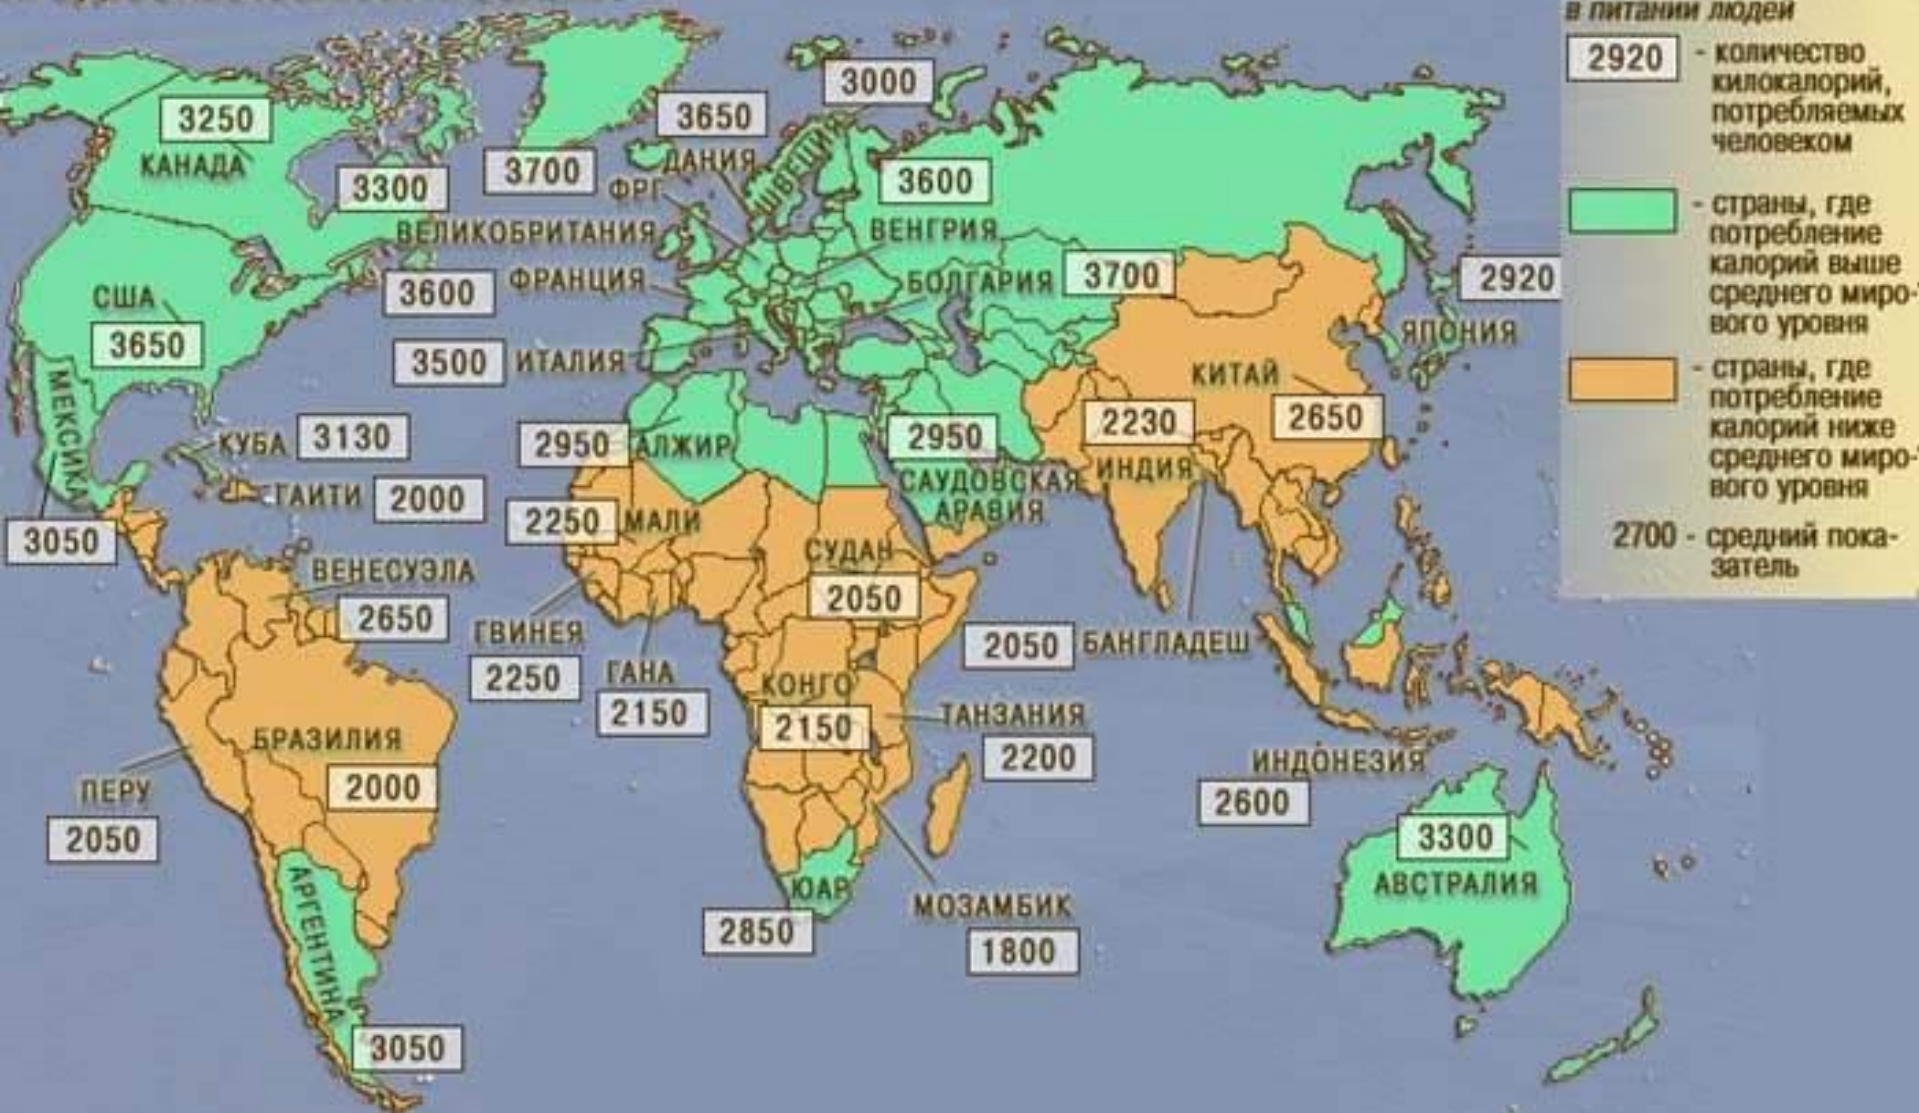 в питании людей
2920 - количество
килокалорий,
потребляемых
человеком
- страны, где
потребление
калорий выше
среднего миро-
вого уровня
- страны, где
потребление
калорий ниже
среднего миро-
вого уровня
2700 - средний пока-
затель
3250
КАНАДА
3300
ВЕЛИКОБРИТАНИЯ
3700
ФРГ
3650
ДАНИЯ
3000
ШВЕЦИЯ
3600
ВЕНГРИЯ
США
3650
3600
ФРАНЦИЯ
БОЛГАРИЯ
3700
2920
ЯПОНИЯ
3500
ИТАЛИЯ
МЕКСИКА
3050
КУБА
3130
ГАИТИ
2000
2950
АЛЖИР
2950
САУДОВСКАЯ
АРАВИЯ
2230
ИНДИЯ
КИТАЙ
2650
2250
МАЛИ
СУДАН
2050
ВЕНЕСУЭЛА
2650
ГВИНЕЯ
2250
ГАНА
2150
КОНГО
2150
2050
БАНГЛАДЕШ
ТАНЗАНИЯ
2200
БРАЗИЛИЯ
2000
ПЕРУ
2050
ИНДОНЕЗИЯ
2600
3300
АВСТРАЛИЯ
ЮАР
2850
МОЗАМБИК
1800
АРГЕНТИНА
3050